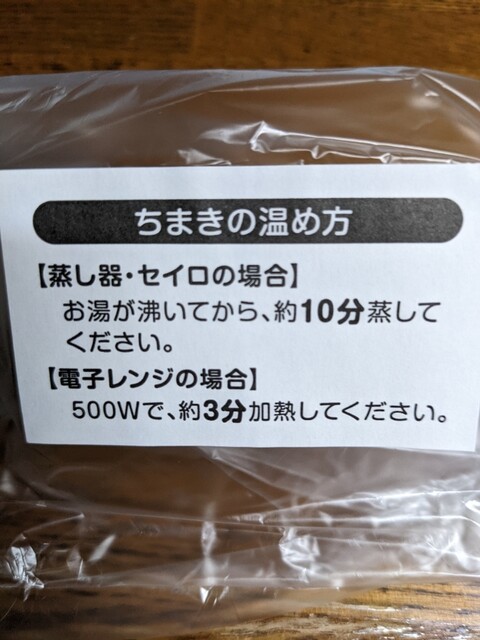 ちまきの温め方
【蒸し器・セイロの場合】
お湯が沸いてから、約10分蒸して
ください。
【電子レンジの場合】
500Wで、約3分加熱してください。